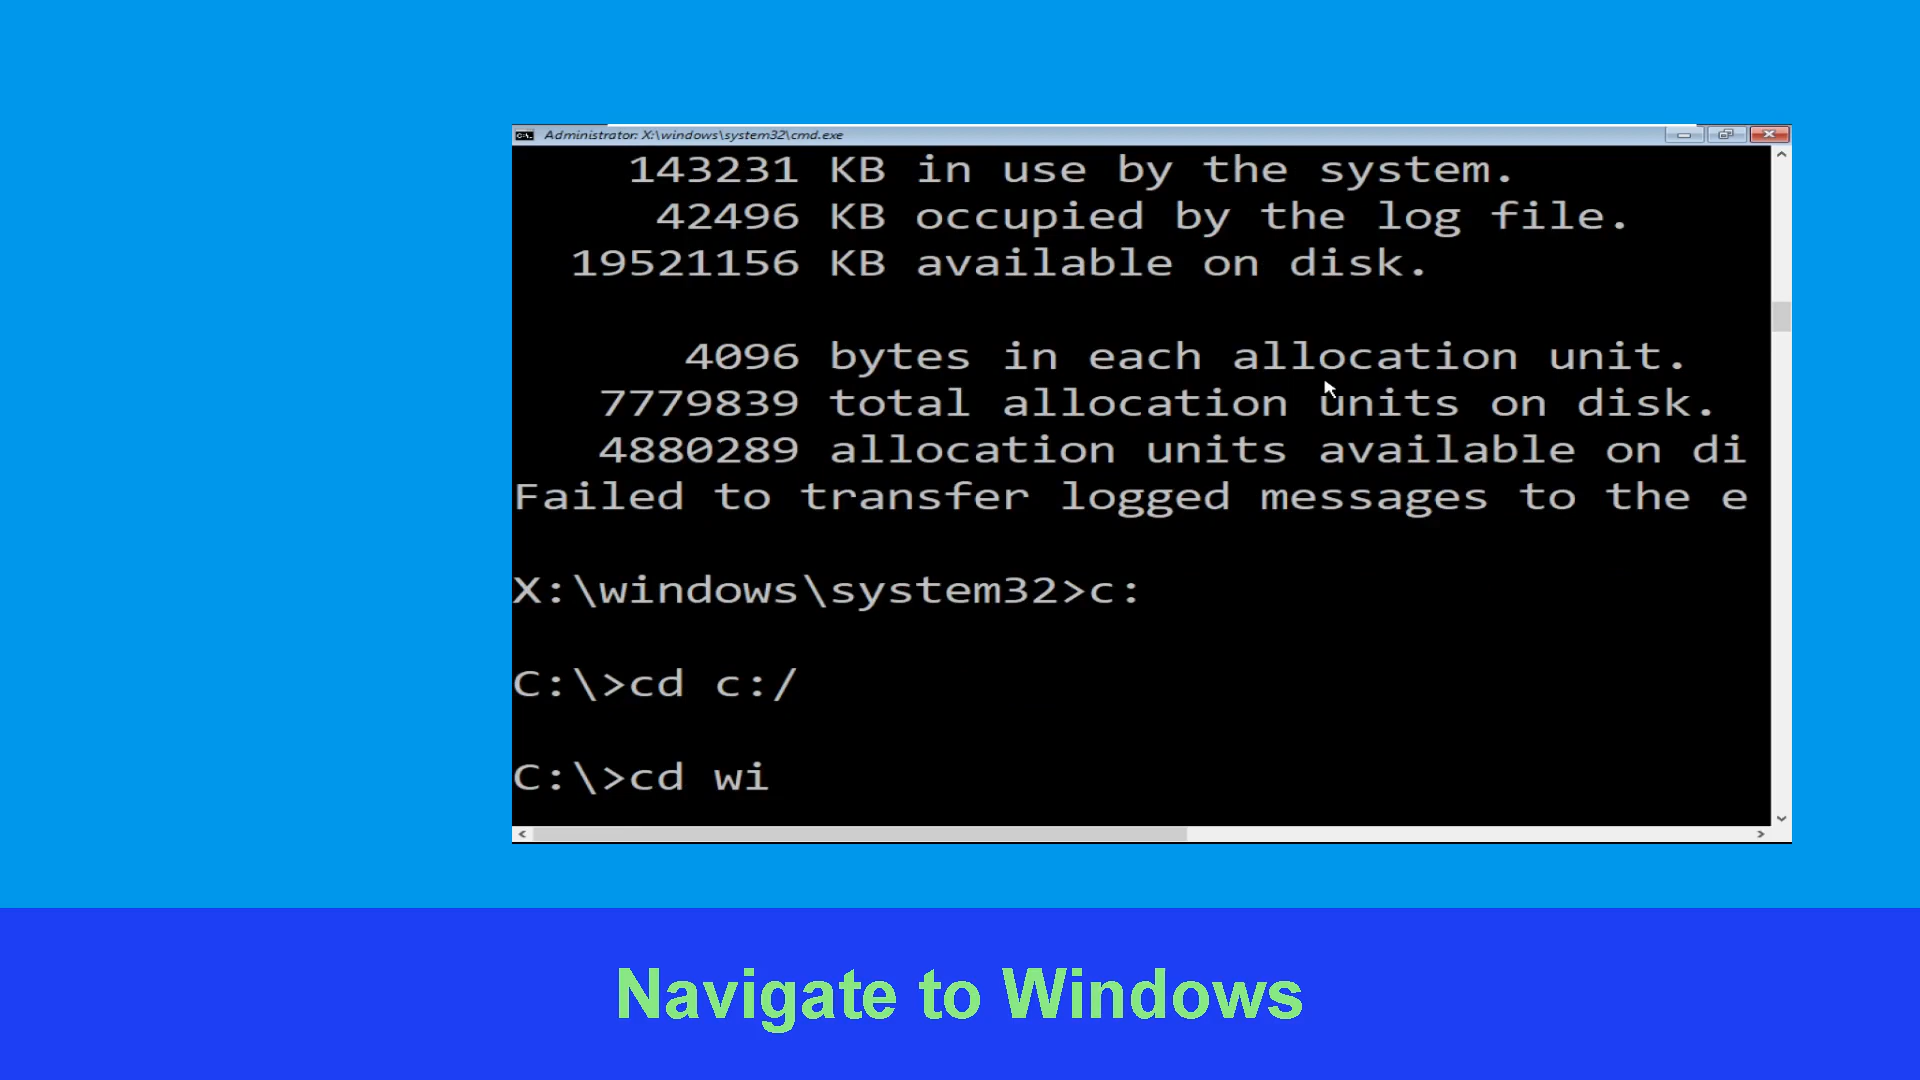 Administrator: X:\windows\system32\cmd.exe
143231 KB in use by the system.
42496 KB occupied by the log file.
19521156 KB available on disk.
4096 bytes in each allocation unit.
7779839 total allocation units on disk.
4880289 allocation units available on di
Failed to transfer logged messages to the e
X:\windows\system32>c:
C:\>cd c:/
C:\>cd wi
Navigate to Windows